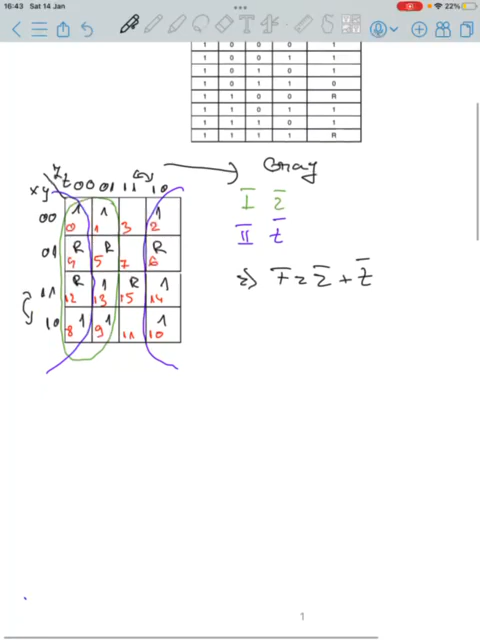 16:43 Sat 14 Jan
22%
1 0 0 0 1
1 0 0 1 1
1 0 1 0 1
1 0 1 1 0
1 1 0 0 R
1 1 0 1 1
1 1 1 0 1
1 1 1 1 R
Gray
zt
xy 00 01 11 10
00 1 0 1 1 3 1 2
01 R 4 R 5 7 R 6
11 R 12 1 13 R 15 1 14
10 1 8 1 9 11 1 10
I z̄
II t̄
=> F = z̄ + t̄
1